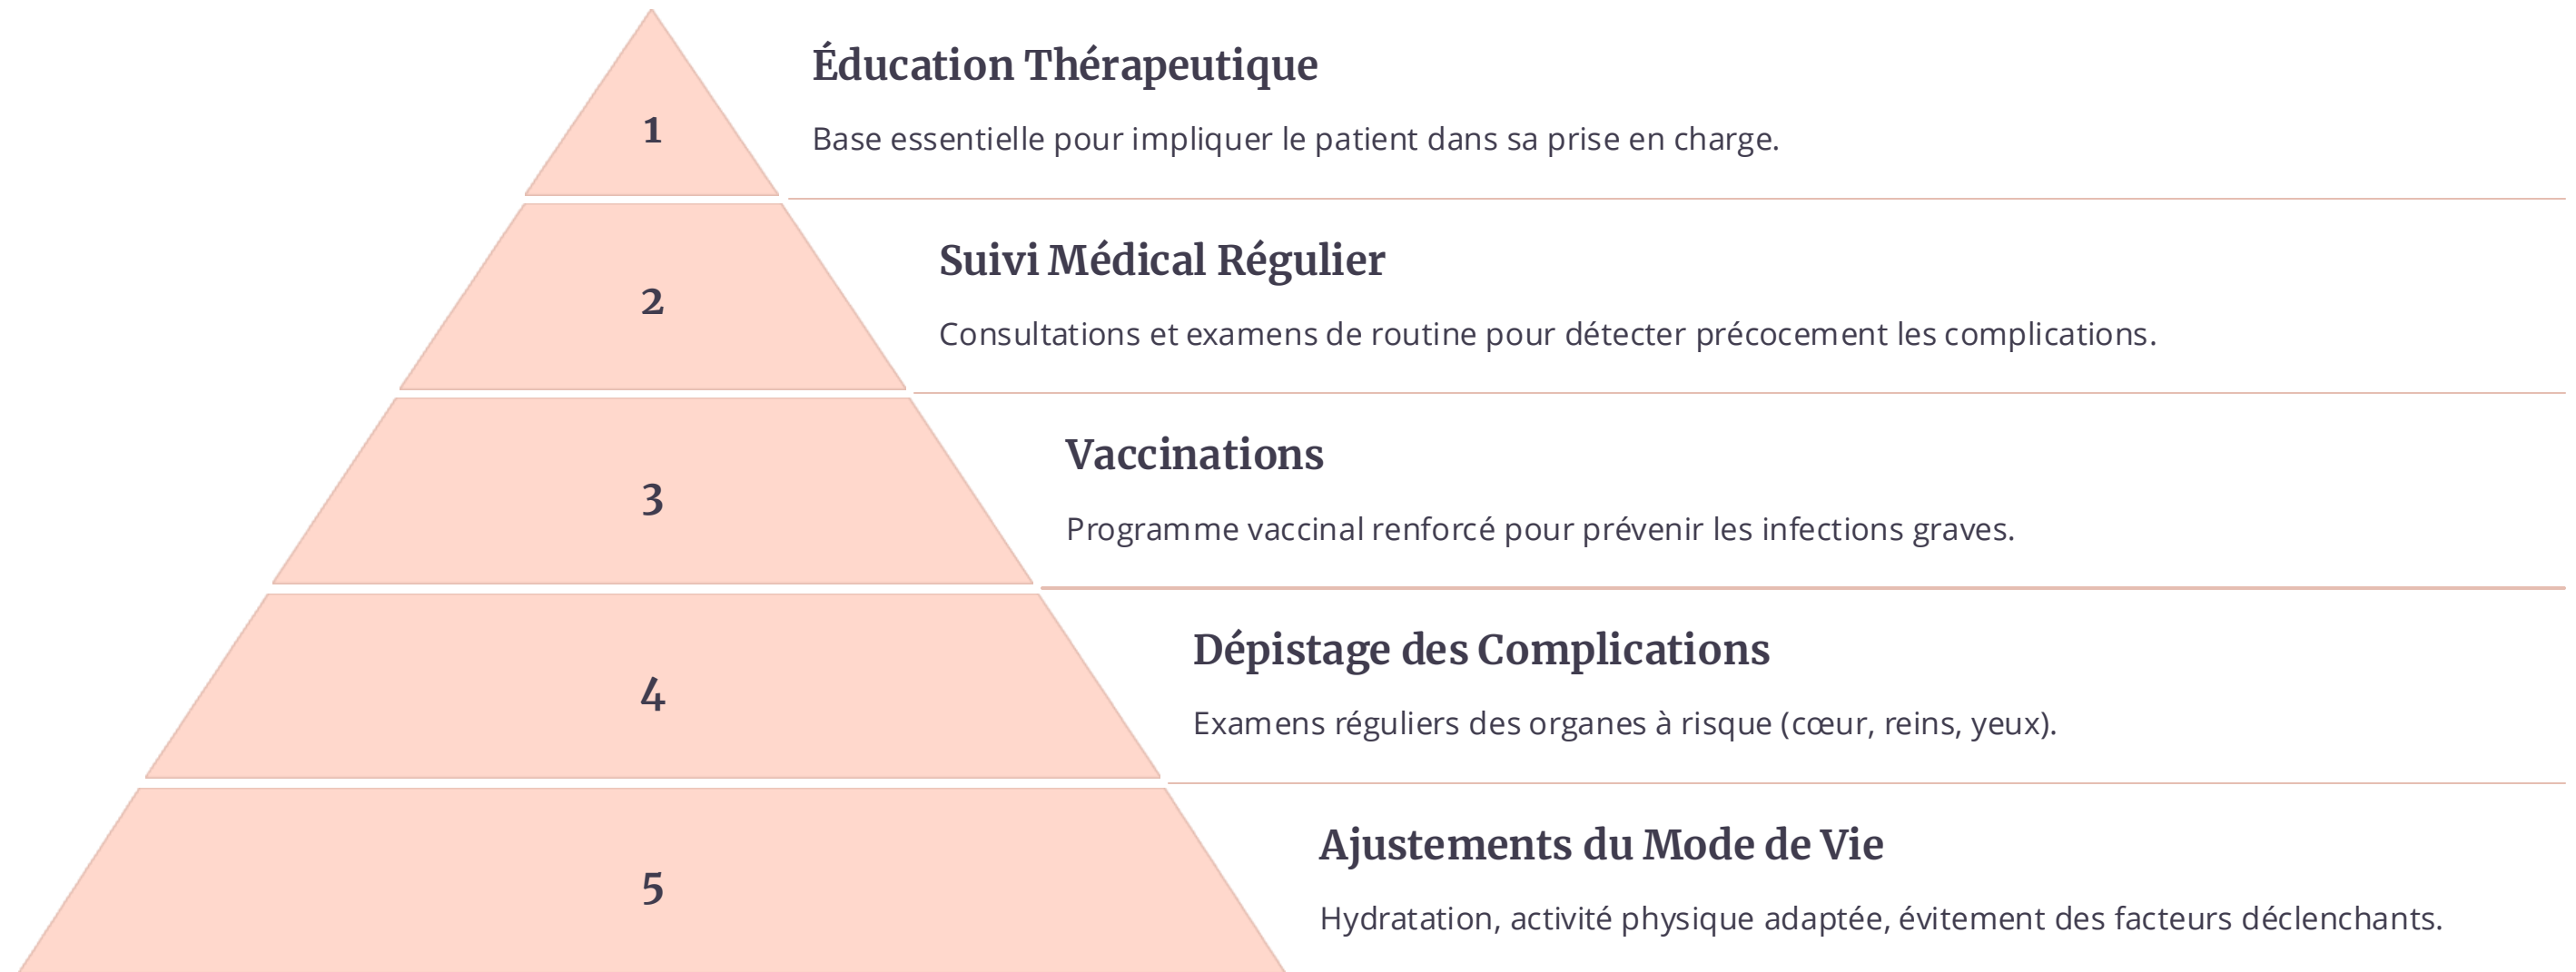 1
Éducation Thérapeutique
Base essentielle pour impliquer le patient dans sa prise en charge.
2
Suivi Médical Régulier
Consultations et examens de routine pour détecter précocement les complications.
3
Vaccinations
Programme vaccinal renforcé pour prévenir les infections graves.
4
Dépistage des Complications
Examens réguliers des organes à risque (cœur, reins, yeux).
5
Ajustements du Mode de Vie
Hydratation, activité physique adaptée, évitement des facteurs déclenchants.